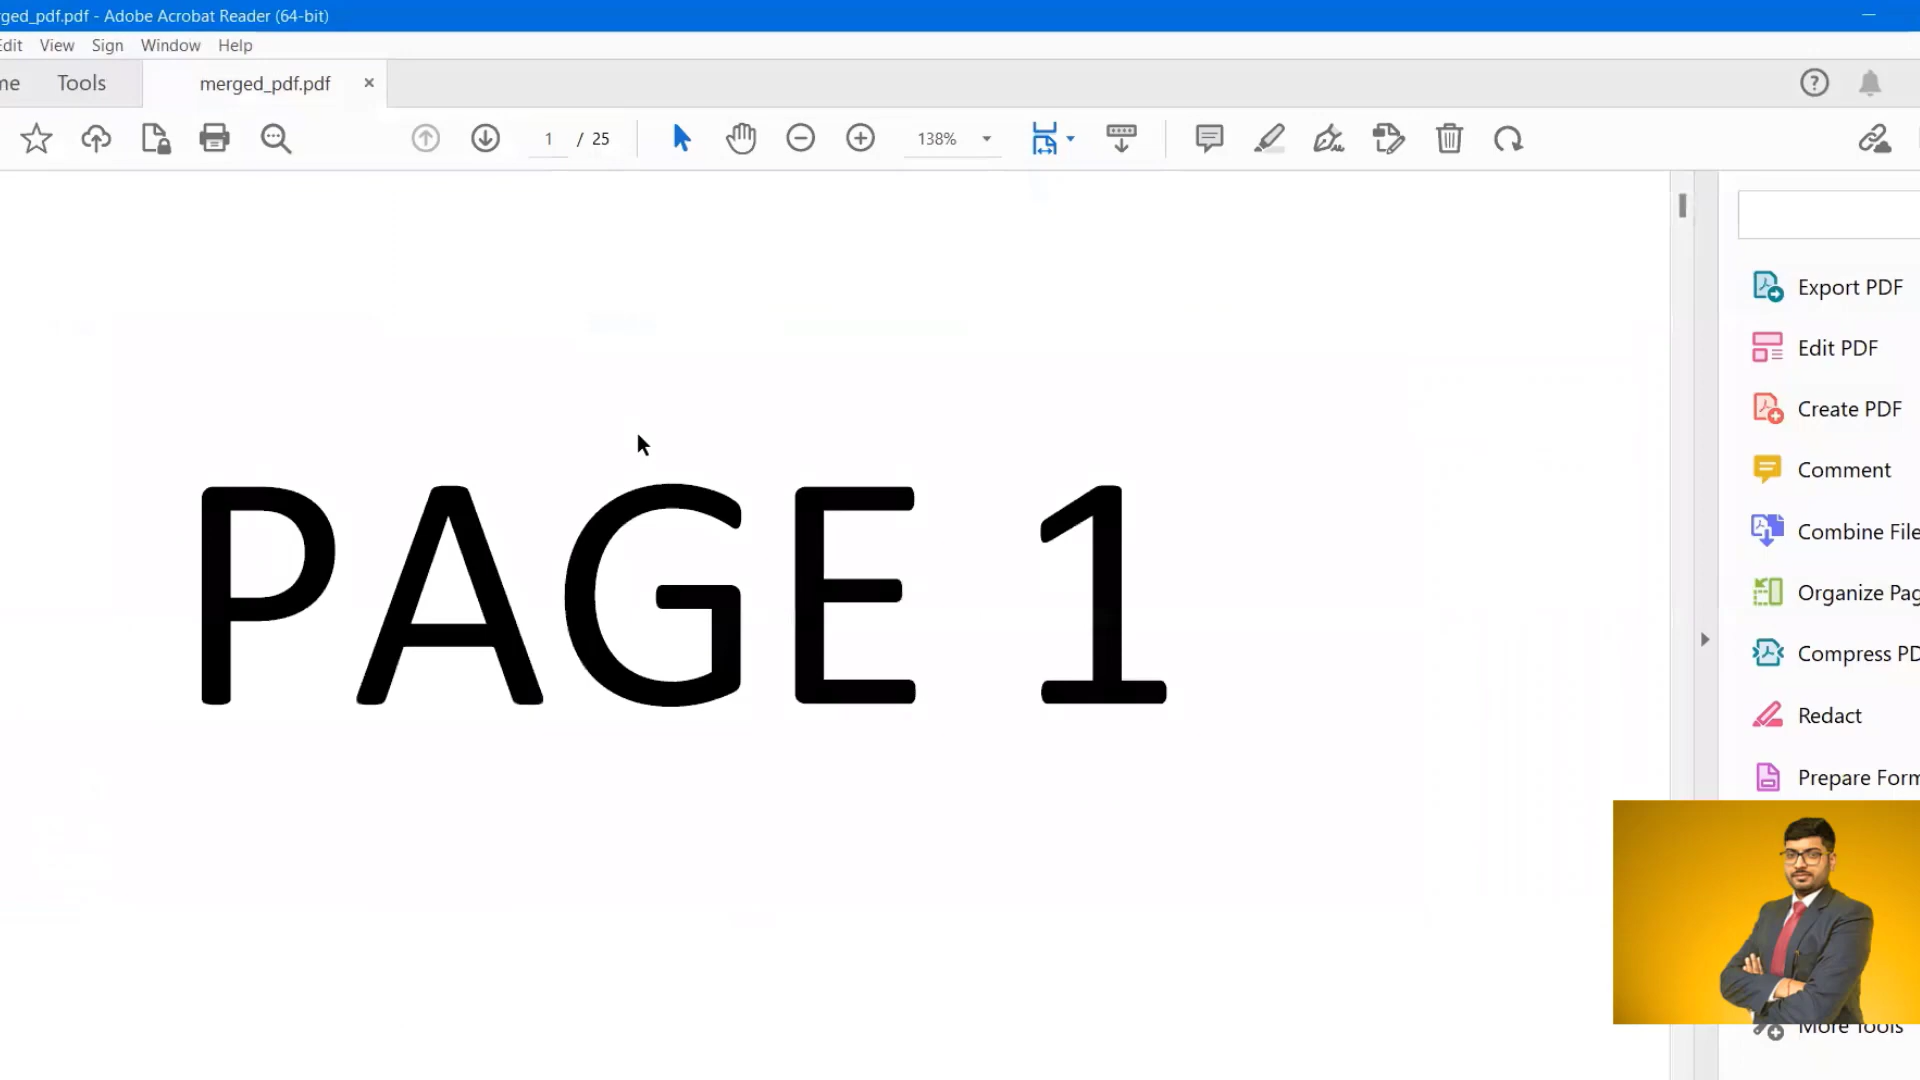 ged_pdf.pdf - Adobe Acrobat Reader (64-bit)
Edit View Sign Window Help
me Tools merged_pdf.pdf
1 / 25 138%
Export PDF
Edit PDF
Create PDF
Comment
Combine File
Organize Pag
Compress PD
Redact
Prepare Form
More Tools
PAGE 1